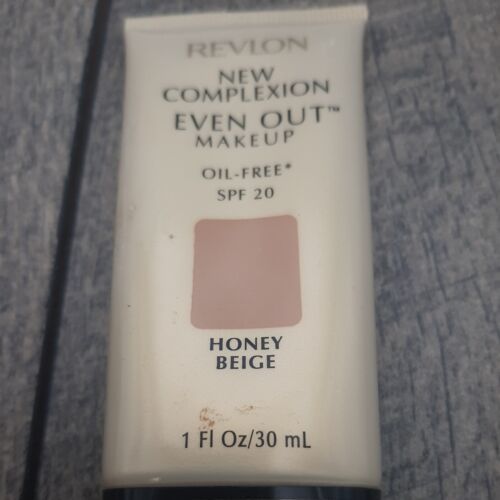 REVLON
NEW
COMPLEXION
EVEN OUT™
MAKEUP
OIL-FREE*
SPF 20
HONEY
BEIGE
1 Fl Oz/30 mL